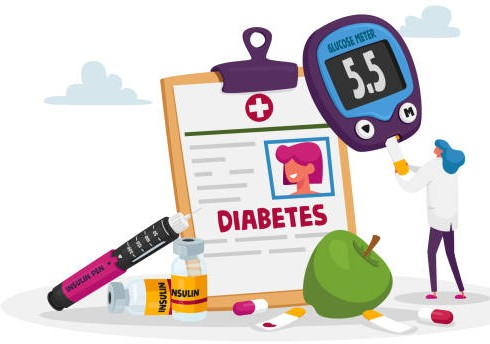 GLUCOSE METER
5.5
M
DIABETES
INSULIN PEN
INSULIN
INSULIN